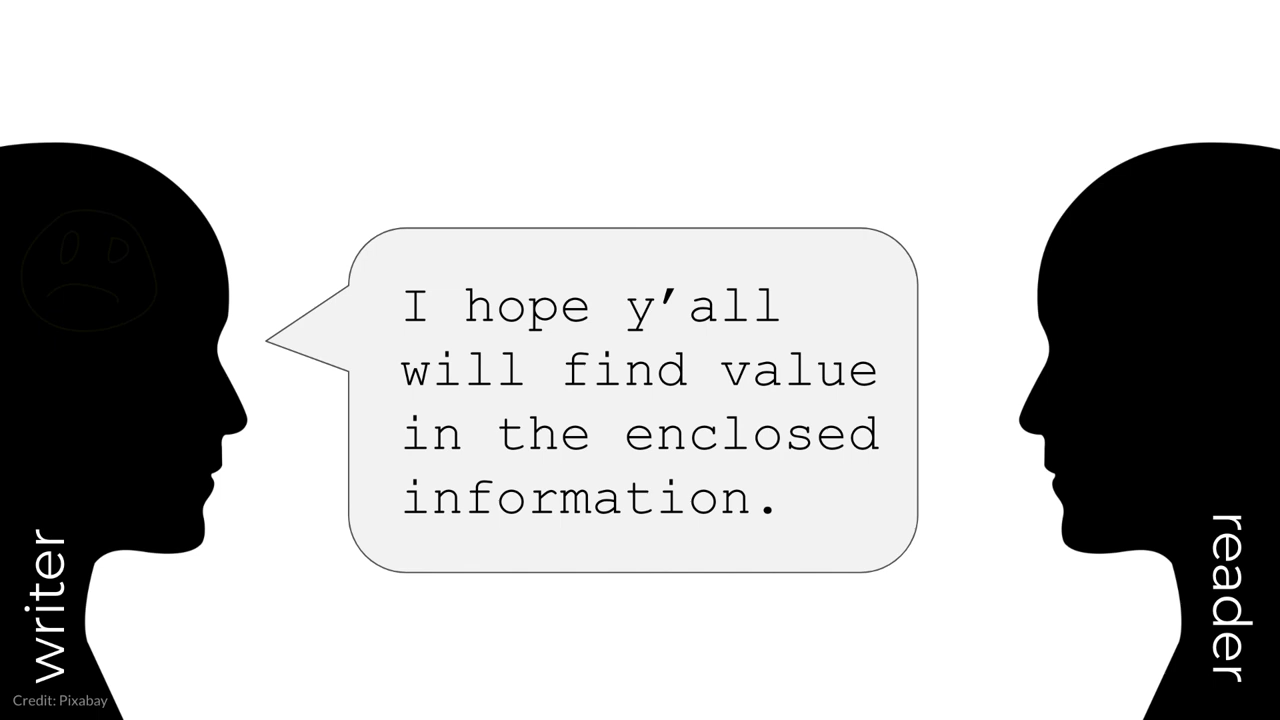 I hope y’all
will find value
in the enclosed
information.
writer
reader
Credit: Pixabay